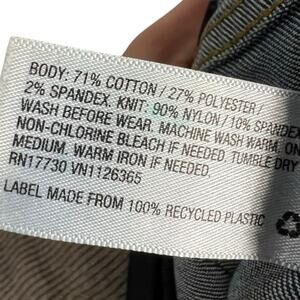 BODY: 71% COTTON / 27% POLYESTER /
2% SPANDEX. KNIT: 90% NYLON / 10% SPANDEX
WASH BEFORE WEAR. MACHINE WASH WARM. ON
NON-CHLORINE BLEACH IF NEEDED. TUMBLE DRY
MEDIUM. WARM IRON IF NEEDED.
RN17730 VN1126365
LABEL MADE FROM 100% RECYCLED PLASTIC